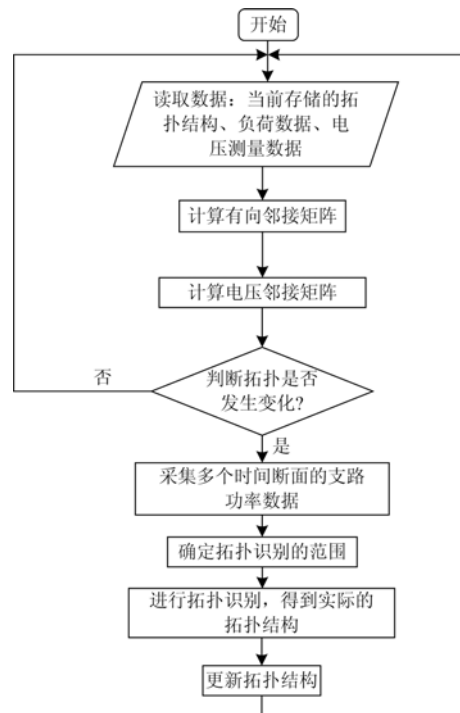 开始
读取数据：当前存储的拓
扑结构、负荷数据、电
压测量数据
计算有向邻接矩阵
计算电压邻接矩阵
否
判断拓扑是否
发生变化?
是
采集多个时间断面的支路
功率数据
确定拓扑识别的范围
进行拓扑识别，得到实际的
拓扑结构
更新拓扑结构